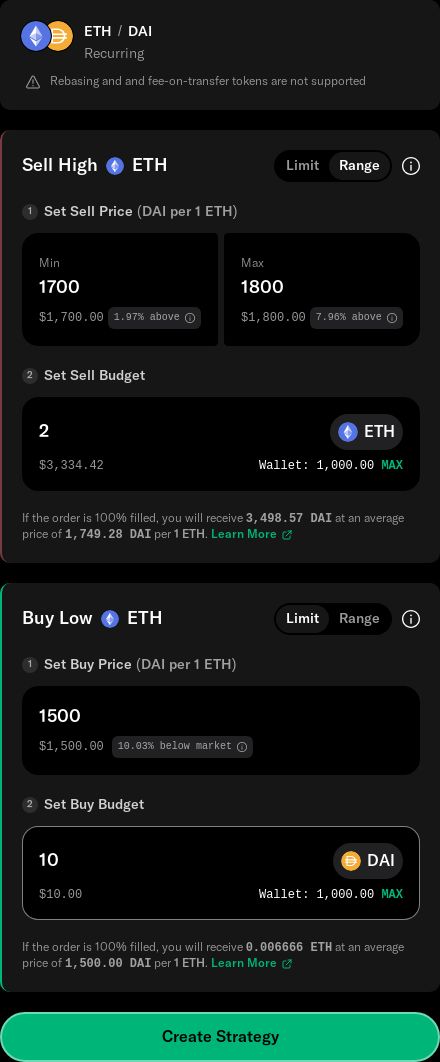 ETH / DAI
Recurring
Rebasing and and fee-on-transfer tokens are not supported
Sell High ETH Limit Range
1 Set Sell Price (DAI per 1 ETH)
Min Max
1700 1800
$1,700.00 1.97% above $1,800.00 7.96% above
2 Set Sell Budget
2 ETH
$3,334.42 Wallet: 1,000.00 MAX
If the order is 100% filled, you will receive 3,498.57 DAI at an average
price of 1,749.28 DAI per 1 ETH. Learn More
Buy Low ETH Limit Range
1 Set Buy Price (DAI per 1 ETH)
1500
$1,500.00 10.03% below market
2 Set Buy Budget
10 DAI
$10.00 Wallet: 1,000.00 MAX
If the order is 100% filled, you will receive 0.006666 ETH at an average
price of 1,500.00 DAI per 1 ETH. Learn More
Create Strategy